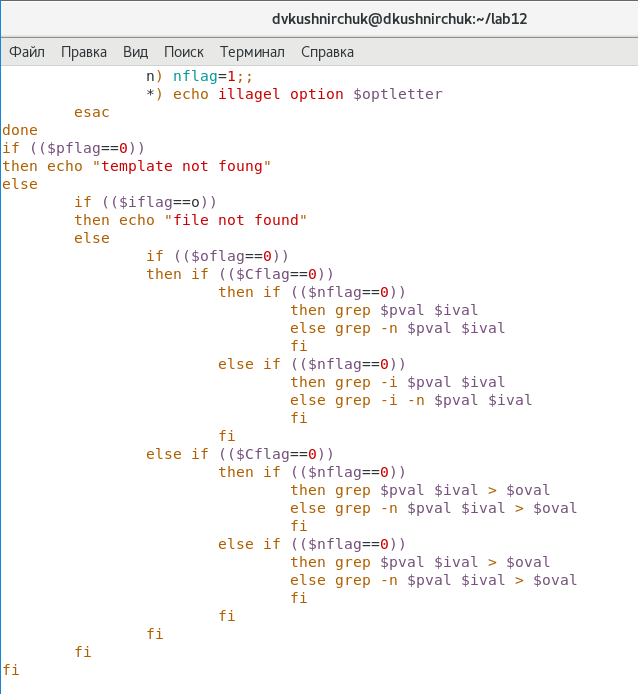 dvkushnirchuk@dkushnirchuk:~/lab12
Файл Правка Вид Поиск Терминал Справка
n) nflag=1;;
*) echo illagel option $optletter
esac
done
if (($pflag==0))
then echo "template not foung"
else
if (($iflag==o))
then echo "file not found"
else
if (($oflag==0))
then if (($Cflag==0))
then if (($nflag==0))
then grep $pval $ival
else grep -n $pval $ival
fi
else if (($nflag==0))
then grep -i $pval $ival
else grep -i -n $pval $ival
fi
fi
else if (($Cflag==0))
then if (($nflag==0))
then grep $pval $ival > $oval
else grep -n $pval $ival > $oval
fi
else if (($nflag==0))
then grep $pval $ival > $oval
else grep -n $pval $ival > $oval
fi
fi
fi
fi
fi